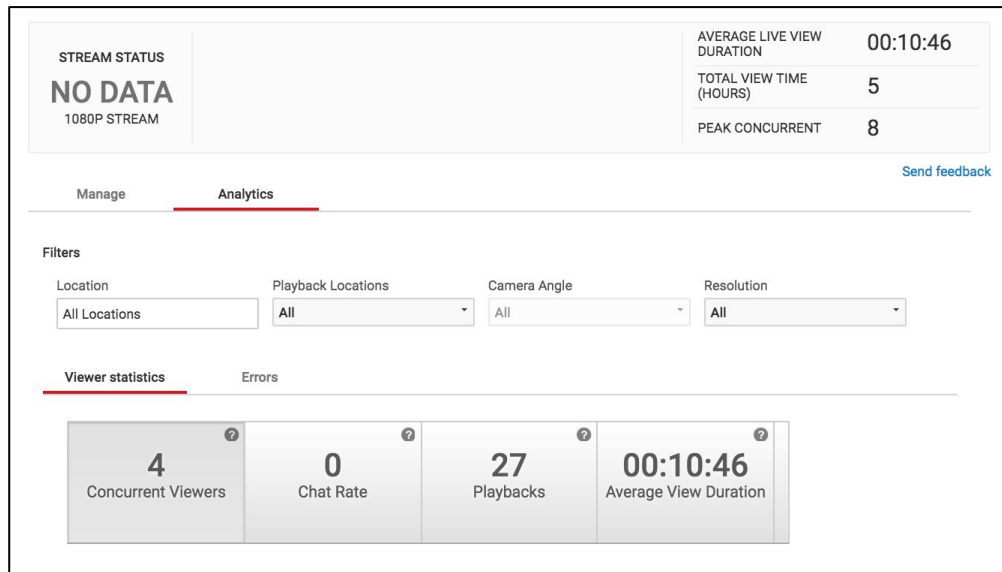 STREAM STATUS
NO DATA
1080P STREAM
AVERAGE LIVE VIEW
DURATION
00:10:46
TOTAL VIEW TIME
(HOURS)
5
PEAK CONCURRENT
8
Send feedback
Manage
Analytics
Filters
Location
Playback Locations
Camera Angle
Resolution
All Locations
All
All
All
Viewer statistics
Errors
?
?
?
?
4
0
27
00:10:46
Concurrent Viewers
Chat Rate
Playbacks
Average View Duration